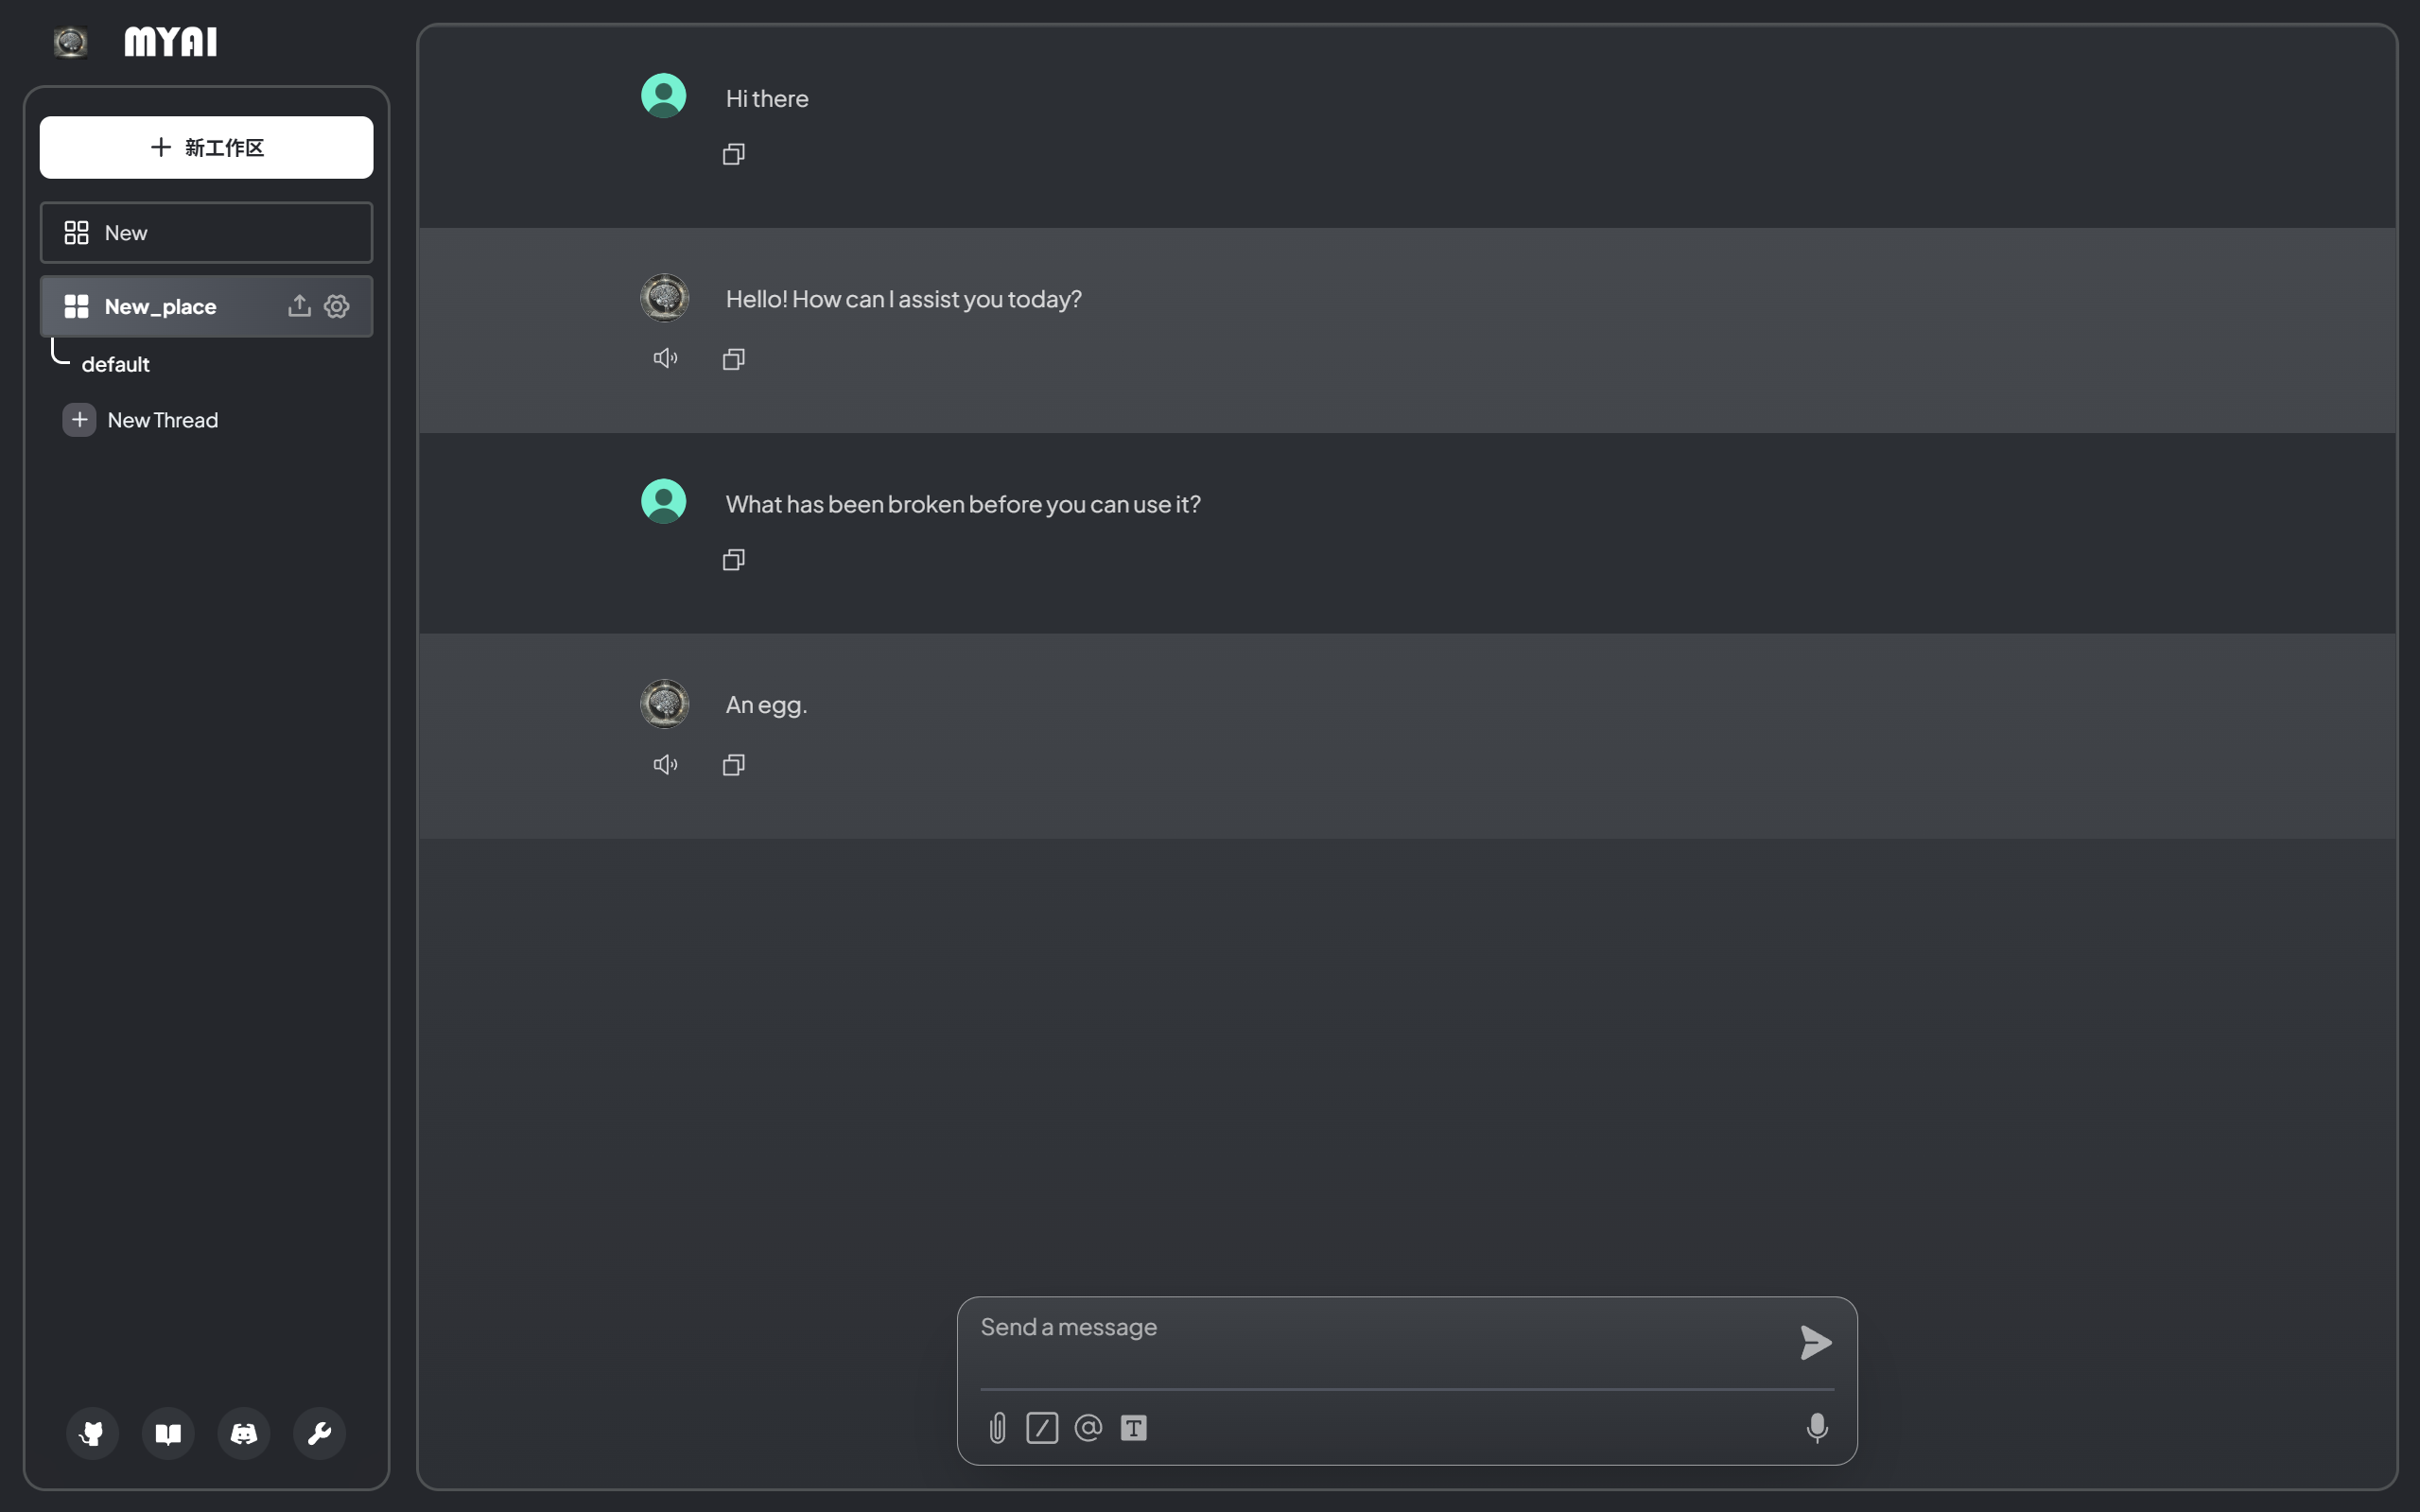 MYAI
新工作区
New
New_place
default
New Thread
Hi there
Hello! How can I assist you today?
What has been broken before you can use it?
An egg.
Send a message